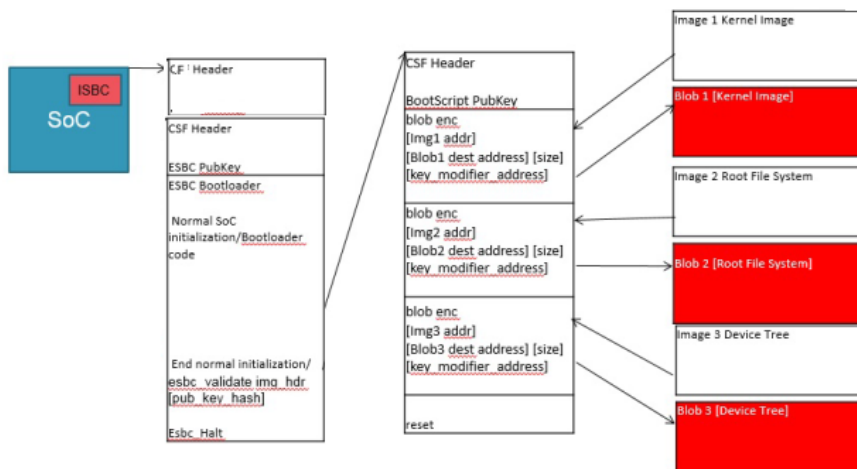 ISBC
SoC
CF Header
CSF Header
ESBC PubKey
ESBC Bootloader
Normal SoC
initialization/Bootloader
code
End normal initialization/
esbc_validate img_hdr
[pub_key_hash]
Esbc_Halt
CSF Header
BootScript PubKey
blob enc
[Img1 addr]
[Blob1 dest address] [size]
[key_modifier_address]
blob enc
[Img2 addr]
[Blob2 dest address] [size]
[key_modifier_address]
blob enc
[Img3 addr]
[Blob3 dest address] [size]
[key_modifier_address]
reset
Image 1 Kernel Image
Blob 1 [Kernel Image]
Image 2 Root File System
Blob 2 [Root File System]
Image 3 Device Tree
Blob 3 [Device Tree]